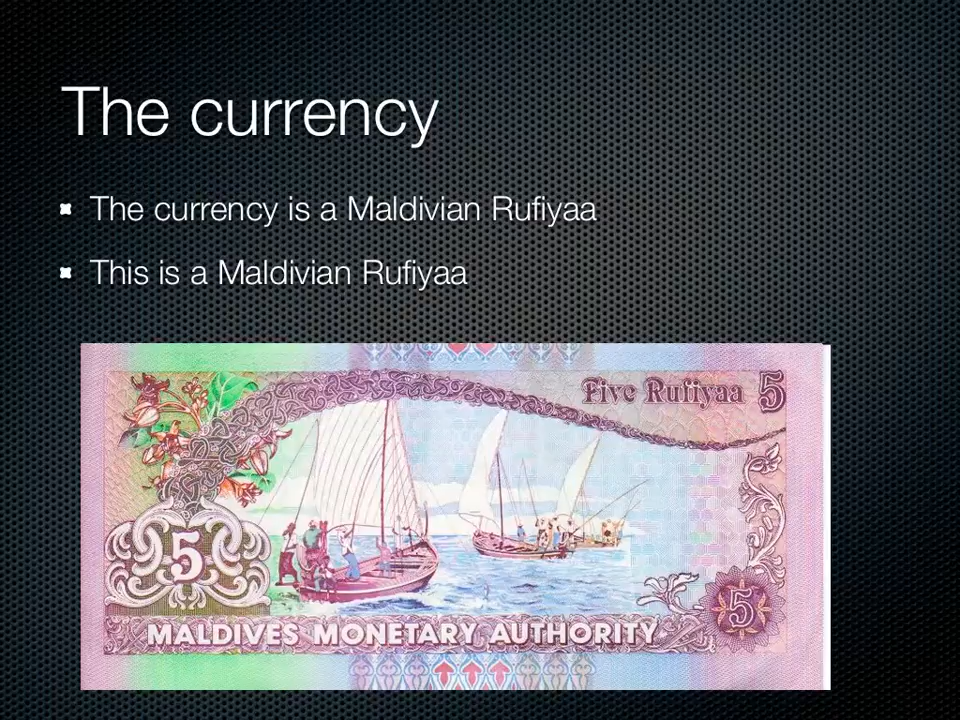 The currency
The currency is a Maldivian Rufiyaa
This is a Maldivian Rufiyaa
Five Rufiyaa 5
5
5
MALDIVES MONETARY AUTHORITY